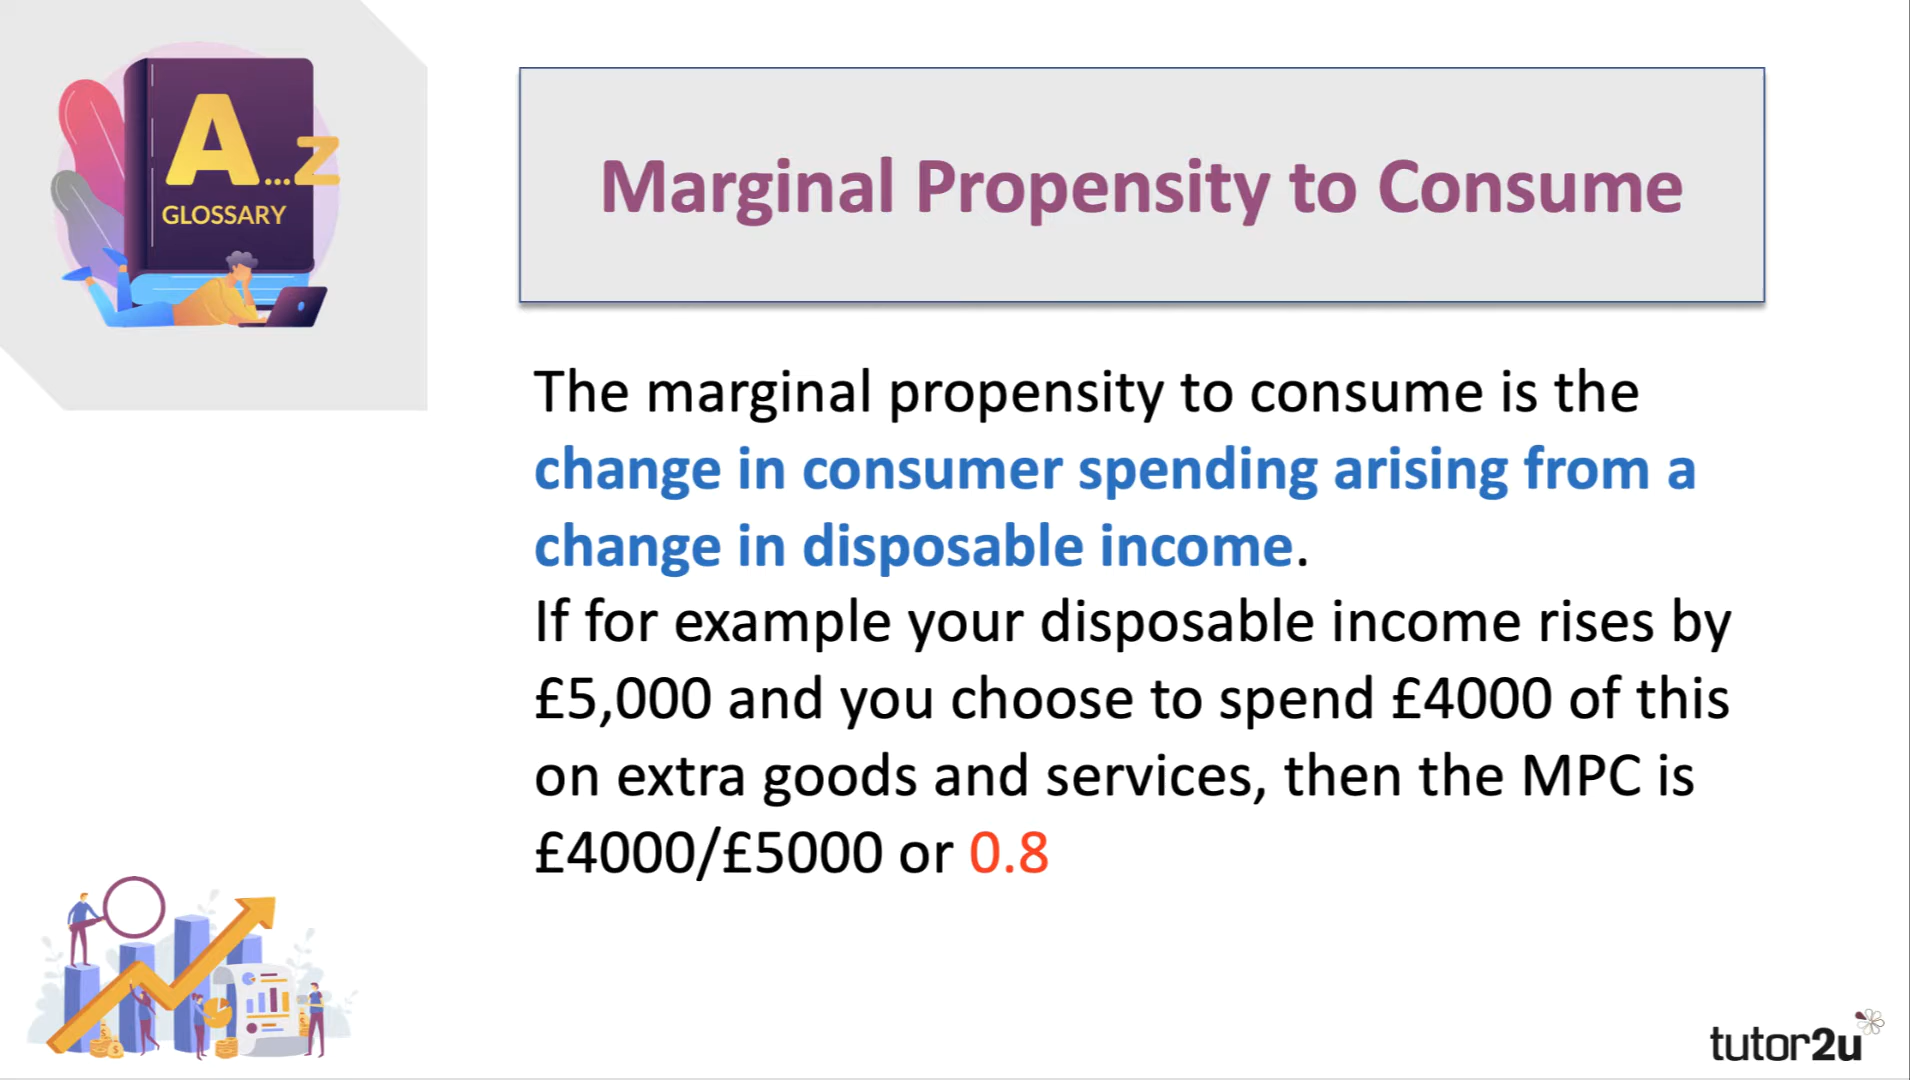 A...Z
GLOSSARY
Marginal Propensity to Consume
The marginal propensity to consume is the
change in consumer spending arising from a
change in disposable income.
If for example your disposable income rises by
£5,000 and you choose to spend £4000 of this
on extra goods and services, then the MPC is
£4000/£5000 or 0.8
tutor2u